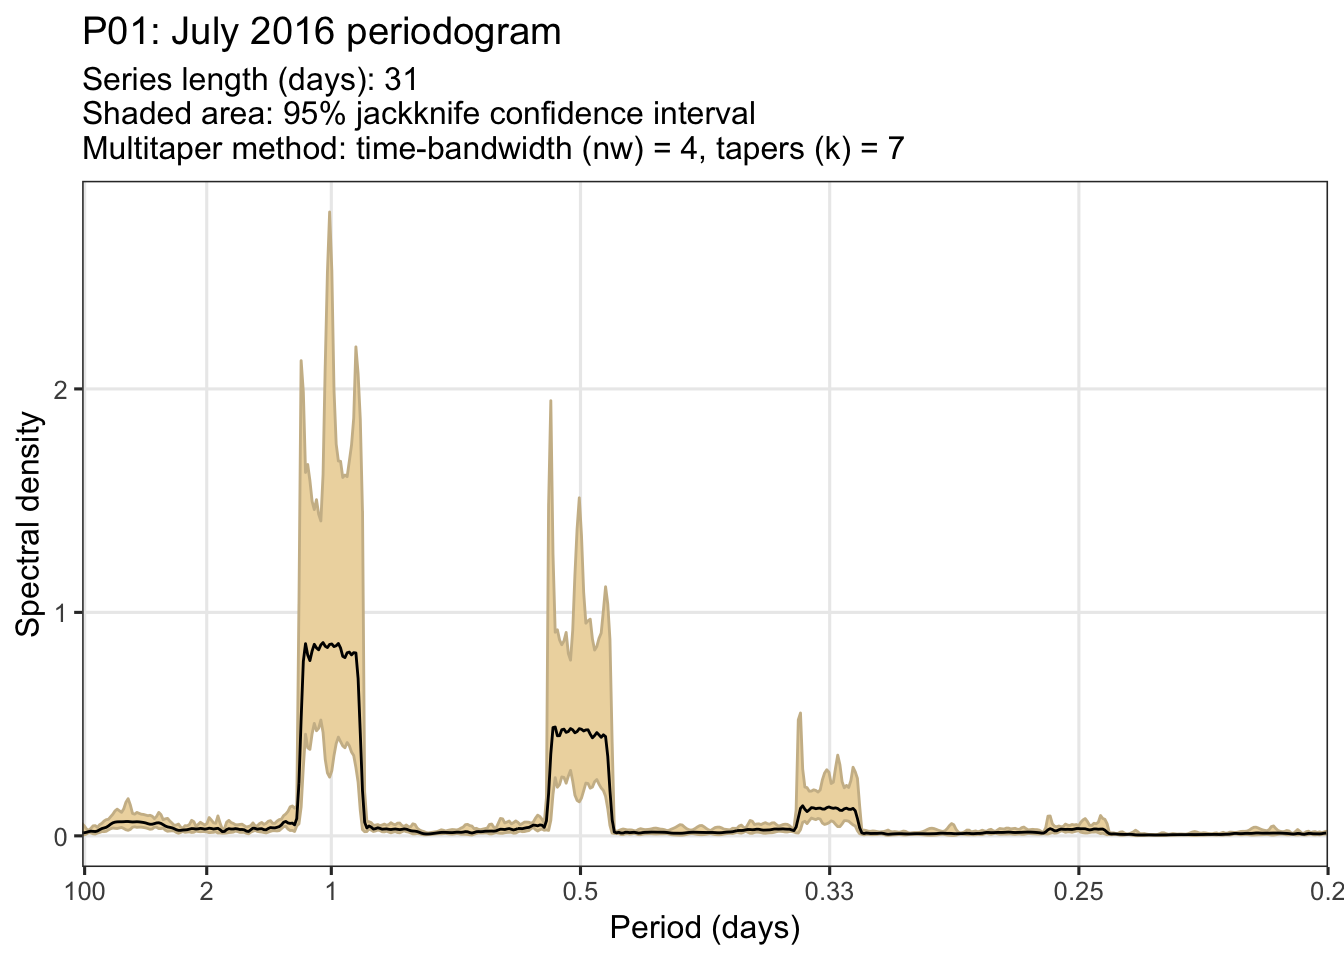 P01: July 2016 periodogram
Series length (days): 31
Shaded area: 95% jackknife confidence interval
Multitaper method: time-bandwidth (nw) = 4, tapers (k) = 7
Spectral density
2
1
0
100 2 1 0.5 0.33 0.25 0.2
Period (days)